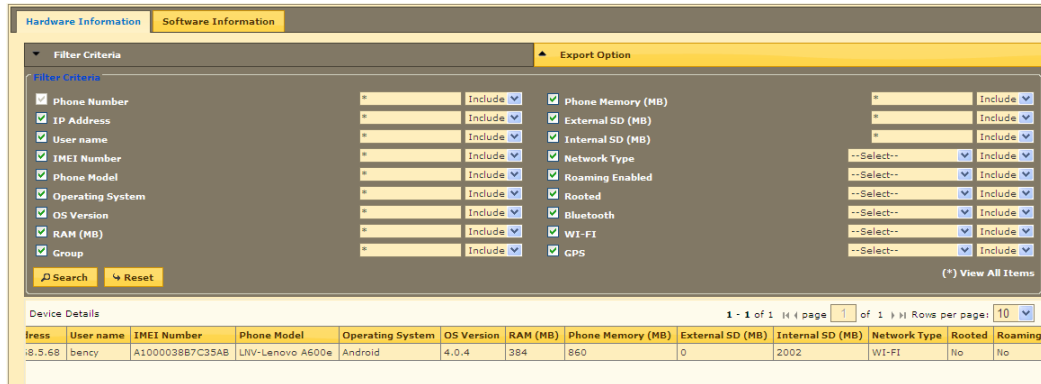 Hardware Information Software Information
Filter Criteria Export Option
Filter Criteria
Phone Number * Include Phone Memory (MB) * Include
IP Address * Include External SD (MB) * Include
User name * Include Internal SD (MB) * Include
IMEI Number * Include Network Type --Select-- Include
Phone Model * Include Roaming Enabled --Select-- Include
Operating System * Include Rooted --Select-- Include
OS Version * Include Bluetooth --Select-- Include
RAM (MB) * Include WI-FI --Select-- Include
Group * Include GPS --Select-- Include
Search Reset (*) View All Items
Device Details 1 - 1 of 1 page 1 of 1 Rows per page: 10
dress User name IMEI Number Phone Model Operating System OS Version RAM (MB) Phone Memory (MB) External SD (MB) Internal SD (MB) Network Type Rooted Roaming
8.5.68 bency A1000038B7C35AB LNV-Lenovo A600e Android 4.0.4 384 860 0 2002 WI-FI No No